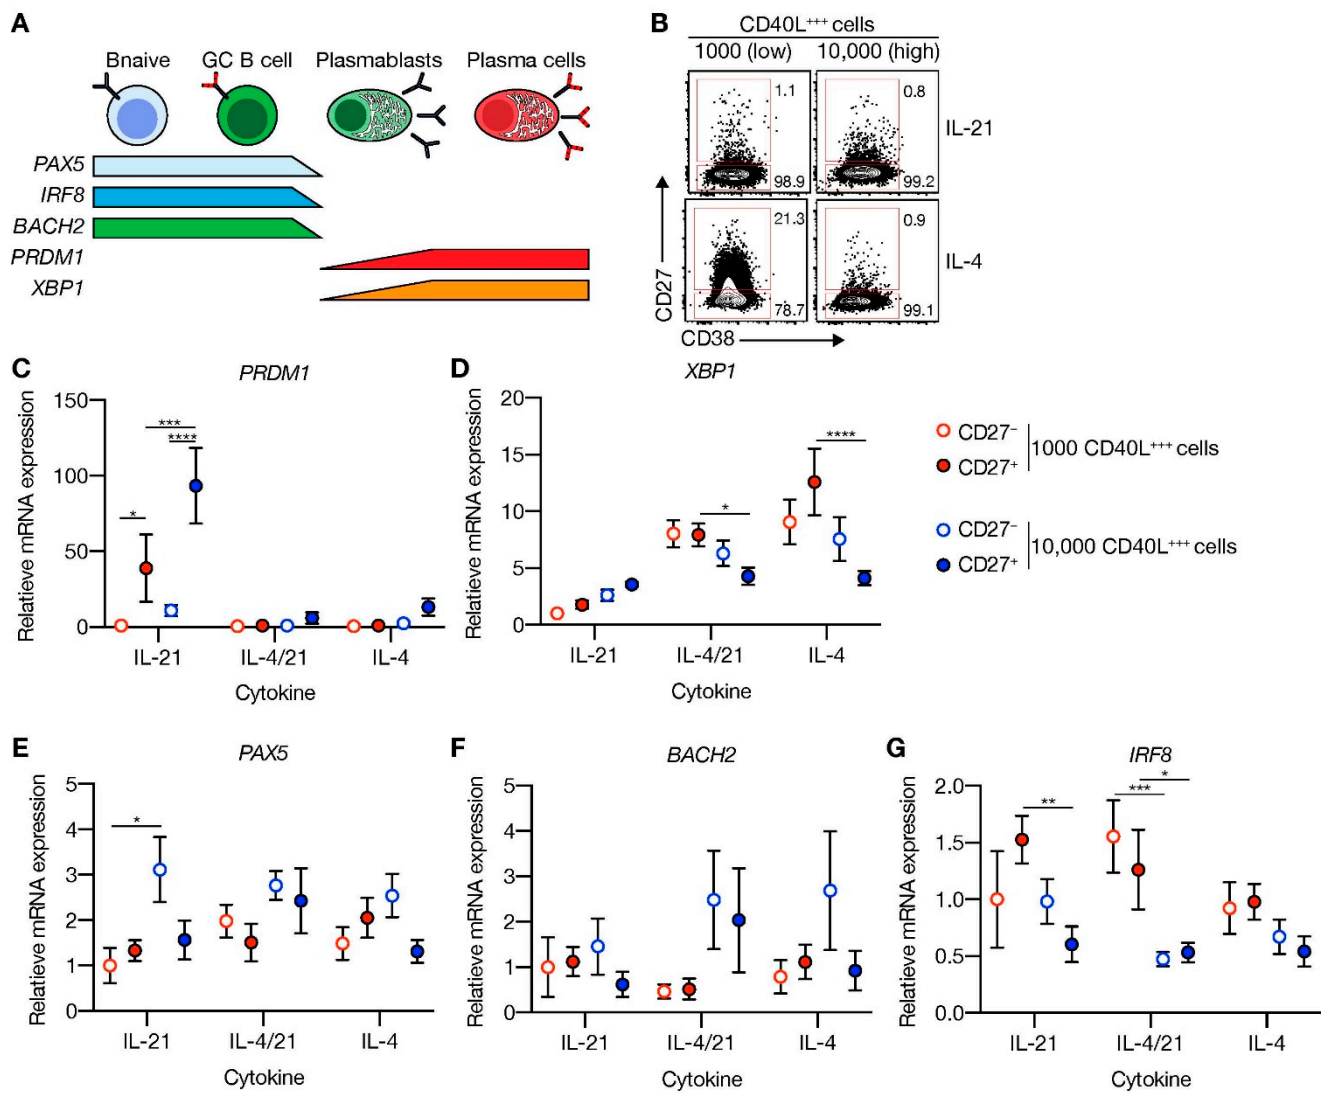 A
Bnaive GC B cell Plasmablasts Plasma cells
PAX5
IRF8
BACH2
PRDM1
XBP1
B
CD40L+++ cells
1000 (low) 10,000 (high)
1.1 0.8
IL-21
98.9 99.2
21.3 0.9
IL-4
78.7 99.1
CD27
CD38
C
PRDM1
Relatieve mRNA expression
150
100
50
0
*** 
****
*
IL-21 IL-4/21 IL-4
Cytokine
D
XBP1
Relatieve mRNA expression
20
15
10
5
0
*
****
IL-21 IL-4/21 IL-4
Cytokine
CD27−
CD27+
1000 CD40L+++ cells
CD27−
CD27+
10,000 CD40L+++ cells
E
PAX5
Relatieve mRNA expression
5
4
3
2
1
0
*
IL-21 IL-4/21 IL-4
Cytokine
F
BACH2
Relatieve mRNA expression
5
4
3
2
1
0
IL-21 IL-4/21 IL-4
Cytokine
G
IRF8
Relatieve mRNA expression
2.0
1.5
1.0
0.5
0.0
**
*
***
IL-21 IL-4/21 IL-4
Cytokine